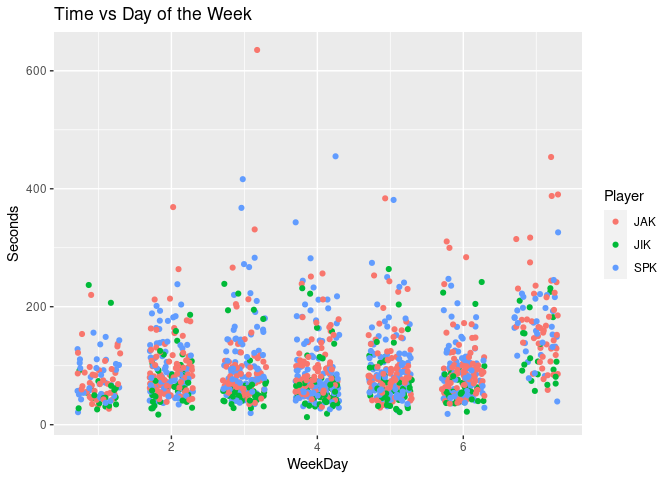 Time vs Day of the Week
600
400
200
0
Seconds
2
4
6
WeekDay
Player
JAK
JIK
SPK